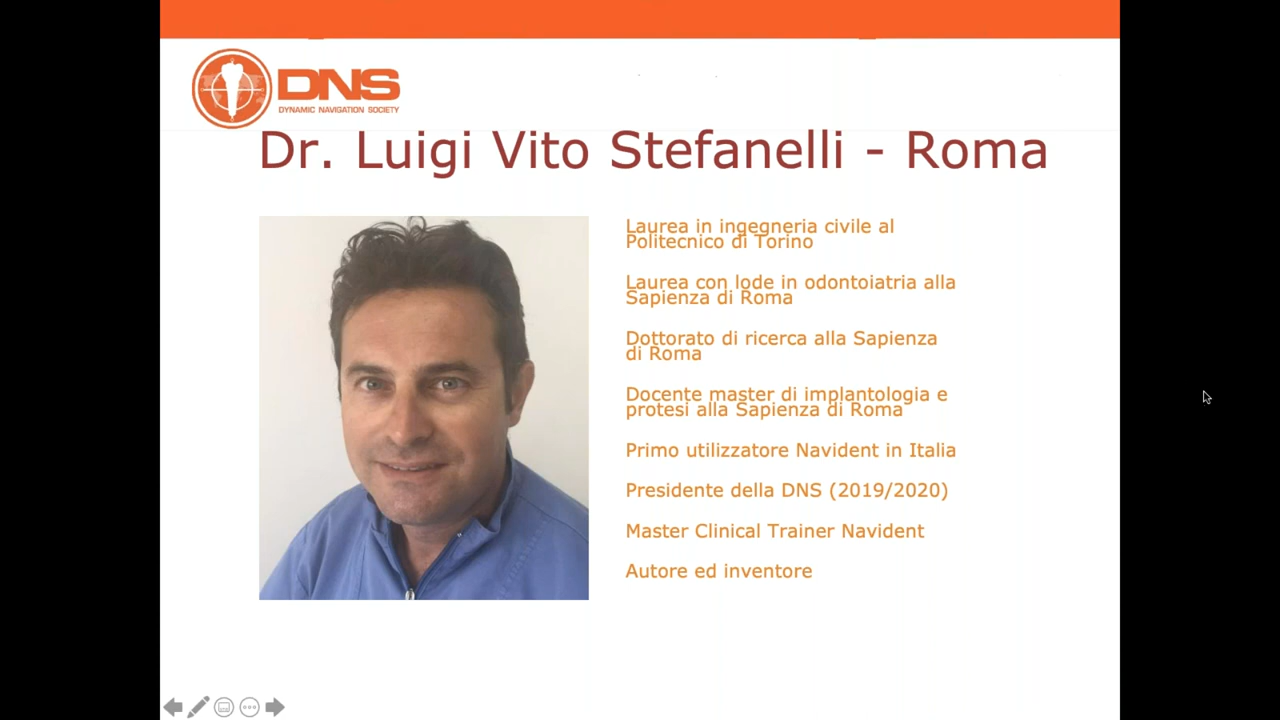 DNS
DYNAMIC NAVIGATION SOCIETY
Dr. Luigi Vito Stefanelli - Roma
Laurea in ingegneria civile al
Politecnico di Torino
Laurea con lode in odontoiatria alla
Sapienza di Roma
Dottorato di ricerca alla Sapienza
di Roma
Docente master di implantologia e
protesi alla Sapienza di Roma
Primo utilizzatore Navident in Italia
Presidente della DNS (2019/2020)
Master Clinical Trainer Navident
Autore ed inventore